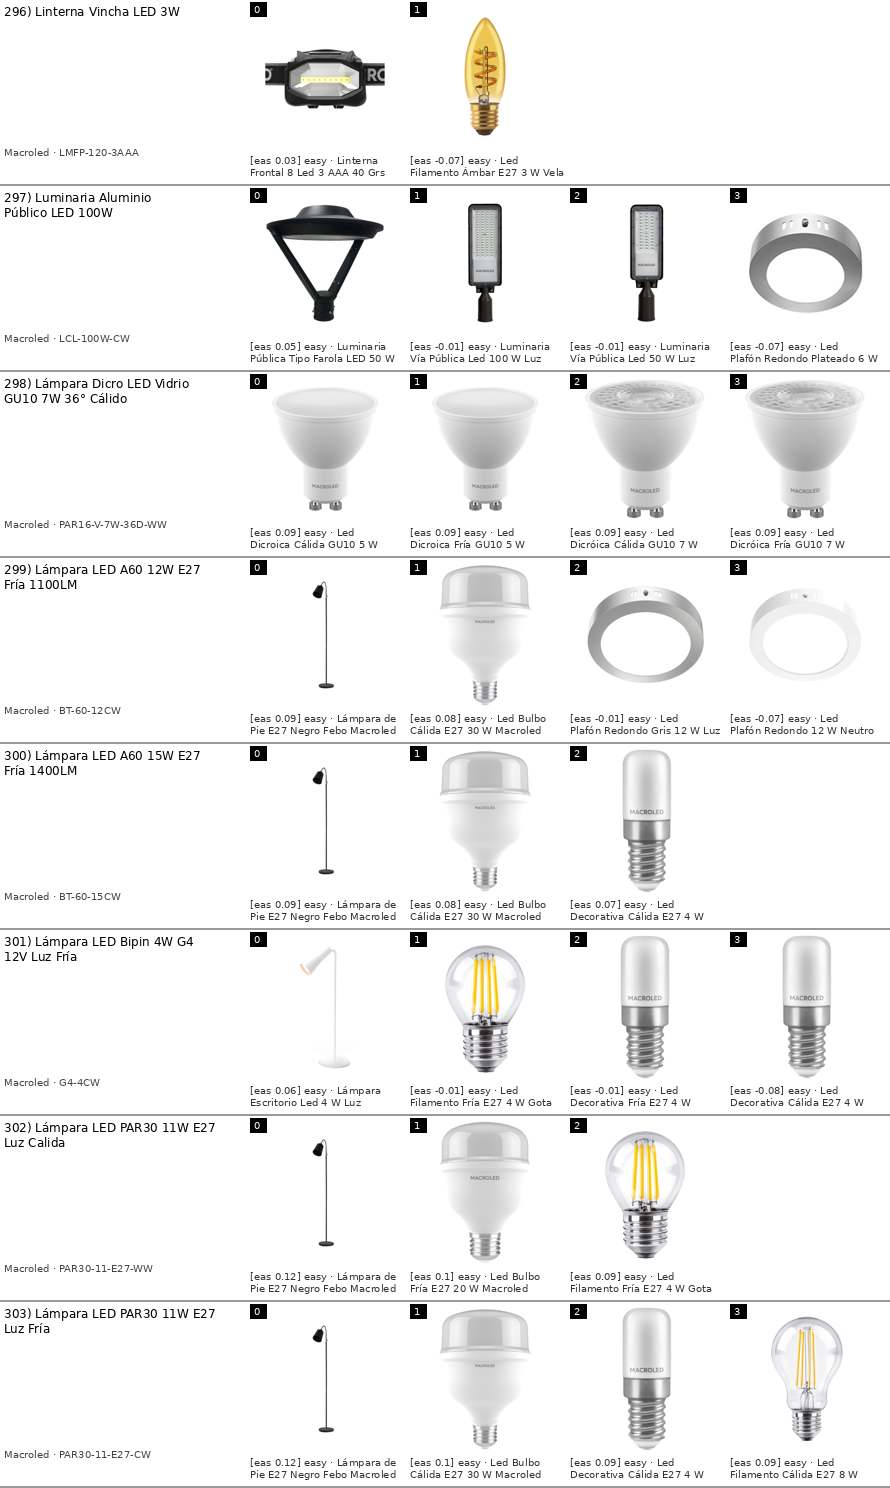 296) Linterna Vincha LED 3W
0
1
RO
Macroled · LMFP-120-3AAA
[eas 0.03] easy · Linterna
Frontal 8 Led 3 AAA 40 Grs
[eas -0.07] easy · Led
Filamento Ámbar E27 3 W Vela
297) Luminaria Aluminio
Público LED 100W
0
1
2
3
MACROLED
MACROLED
Macroled · LCL-100W-CW
[eas 0.05] easy · Luminaria
Pública Tipo Farola LED 50 W
[eas -0.01] easy · Luminaria
Vía Pública Led 100 W Luz
[eas -0.01] easy · Luminaria
Vía Pública Led 50 W Luz
[eas -0.07] easy · Led
Plafón Redondo Plateado 6 W
298) Lámpara Dicro LED Vidrio
GU10 7W 36° Cálido
0
1
2
3
MACROLED
MACROLED
MACROLED
MACROLED
Macroled · PAR16-V-7W-36D-WW
[eas 0.09] easy · Led
Dicroica Cálida GU10 5 W
[eas 0.09] easy · Led
Dicroica Fría GU10 5 W
[eas 0.09] easy · Led
Dicróica Cálida GU10 7 W
[eas 0.09] easy · Led
Dicróica Fría GU10 7 W
299) Lámpara LED A60 12W E27
Fría 1100LM
0
1
2
3
MACROLED
Macroled · BT-60-12CW
[eas 0.09] easy · Lámpara de
Pie E27 Negro Febo Macroled
[eas 0.08] easy · Led Bulbo
Cálida E27 30 W Macroled
[eas -0.01] easy · Led
Plafón Redondo Gris 12 W Luz
[eas -0.07] easy · Led
Plafón Redondo 12 W Neutro
300) Lámpara LED A60 15W E27
Fría 1400LM
0
1
2
MACROLED
MACROLED
Macroled · BT-60-15CW
[eas 0.09] easy · Lámpara de
Pie E27 Negro Febo Macroled
[eas 0.08] easy · Led Bulbo
Cálida E27 30 W Macroled
[eas 0.07] easy · Led
Decorativa Cálida E27 4 W
301) Lámpara LED Bipin 4W G4
12V Luz Fría
0
1
2
3
MACROLED
MACROLED
Macroled · G4-4CW
[eas 0.06] easy · Lámpara
Escritorio Led 4 W Luz
[eas -0.01] easy · Led
Filamento Fría E27 4 W Gota
[eas -0.01] easy · Led
Decorativa Fría E27 4 W
[eas -0.08] easy · Led
Decorativa Cálida E27 4 W
302) Lámpara LED PAR30 11W E27
Luz Calida
0
1
2
MACROLED
Macroled · PAR30-11-E27-WW
[eas 0.12] easy · Lámpara de
Pie E27 Negro Febo Macroled
[eas 0.1] easy · Led Bulbo
Fría E27 20 W Macroled
[eas 0.09] easy · Led
Filamento Fría E27 4 W Gota
303) Lámpara LED PAR30 11W E27
Luz Fría
0
1
2
3
MACROLED
MACROLED
Macroled · PAR30-11-E27-CW
[eas 0.12] easy · Lámpara de
Pie E27 Negro Febo Macroled
[eas 0.1] easy · Led Bulbo
Cálida E27 30 W Macroled
[eas 0.09] easy · Led
Decorativa Cálida E27 4 W
[eas 0.09] easy · Led
Filamento Cálida E27 8 W